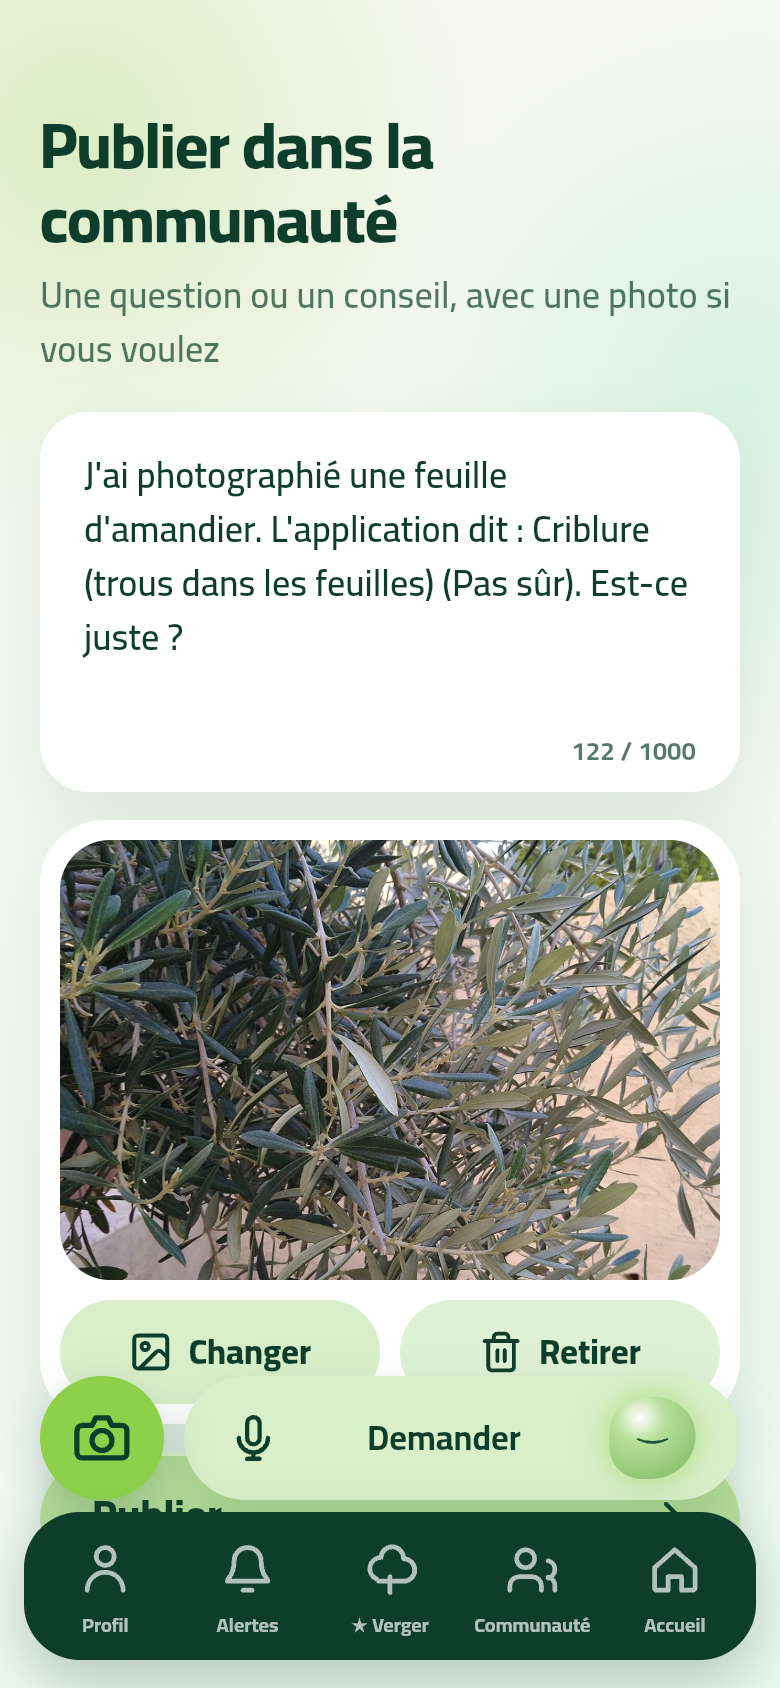 Publier dans la
communauté
Une question ou un conseil, avec une photo si
vous voulez
J'ai photographié une feuille
d'amandier. L'application dit : Criblure
(trous dans les feuilles) (Pas sûr). Est-ce
juste ?
122 / 1000
Changer
Retirer
Demander
Publier
Profil
Alertes
★ Verger
Communauté
Accueil